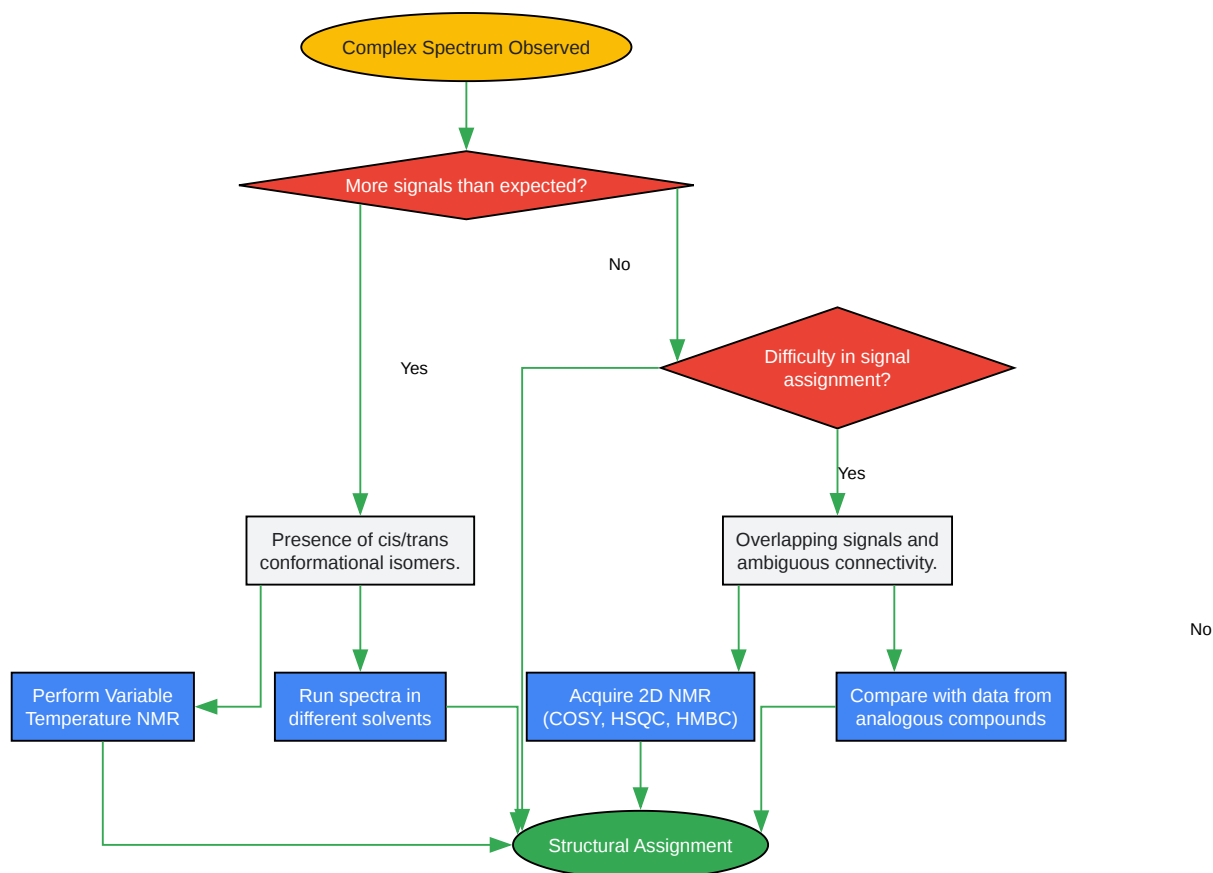 Complex Spectrum Observed
More signals than expected?
No
Difficulty in signal
assignment?
Yes
Yes
Presence of cis/trans
conformational isomers.
Overlapping signals and
ambiguous connectivity.
No
Perform Variable
Temperature NMR
Run spectra in
different solvents
Acquire 2D NMR
(COSY, HSQC, HMBC)
Compare with data from
analogous compounds
Structural Assignment